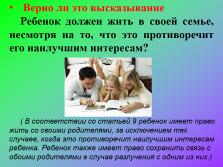 • Верно ли это высказывание
Ребенок должен жить в своей семье,
несмотря на то, что это противоречит
его наилучшим интересам?
( В соответствии со статьей 9 ребенок имеет право
жить со своими родителями, за исключением тех
случаев, когда это противоречит наилучшим интересам
ребенка. Ребенок также имеет право сохранить связь с
обоими родителями в случае разлучения с одним из них.)